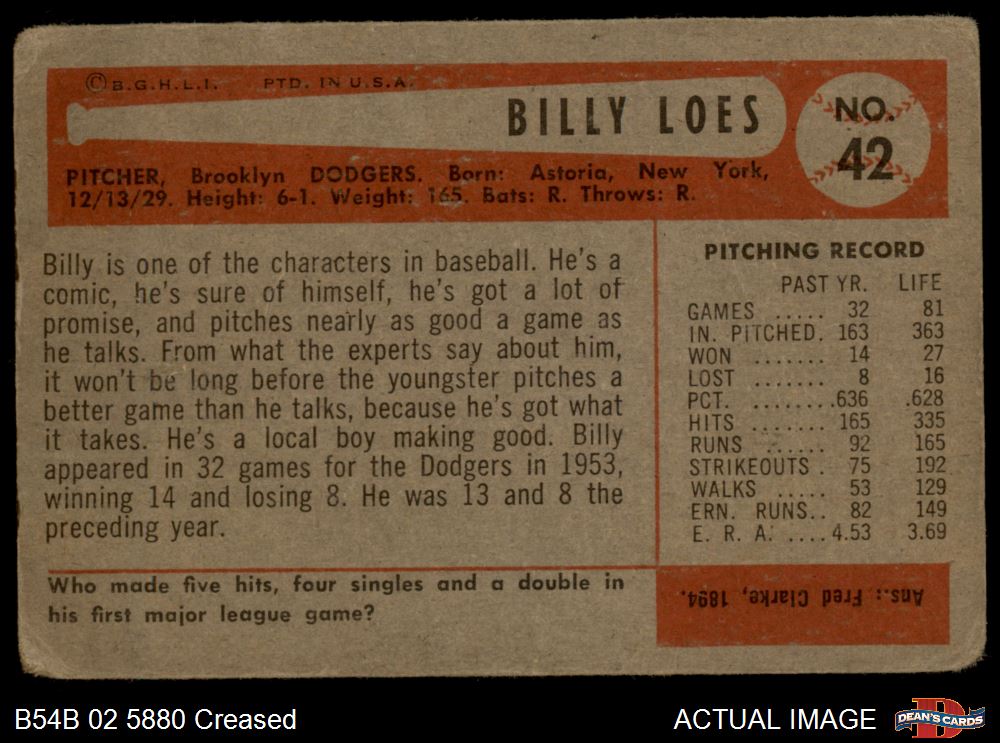 © B.G.H.L.I. PTD. IN U.S.A.
BILLY LOES
NO.
42
PITCHER, Brooklyn DODGERS. Born: Astoria, New York,
12/13/29. Height: 6-1. Weight: 165. Bats: R. Throws: R.
Billy is one of the characters in baseball. He's a
comic, he's sure of himself, he's got a lot of
promise, and pitches nearly as good a game as
he talks. From what the experts say about him,
it won't be long before the youngster pitches a
better game than he talks, because he's got what
it takes. He's a local boy making good. Billy
appeared in 32 games for the Dodgers in 1953,
winning 14 and losing 8. He was 13 and 8 the
preceding year.
PITCHING RECORD
PAST YR. LIFE
GAMES ..... 32 81
IN. PITCHED. 163 363
WON ....... 14 27
LOST ....... 8 16
PCT. ........ .636 .628
HITS ....... 165 335
RUNS ...... 92 165
STRIKEOUTS . 75 192
WALKS ..... 53 129
ERN. RUNS.. 82 149
E. R. A. .... 4.53 3.69
Who made five hits, four singles and a double in
his first major league game?
Ans.: Fred Clarke, 1894.
B54B 02 5880 Creased
ACTUAL IMAGE
D
DEAN'S CARDS